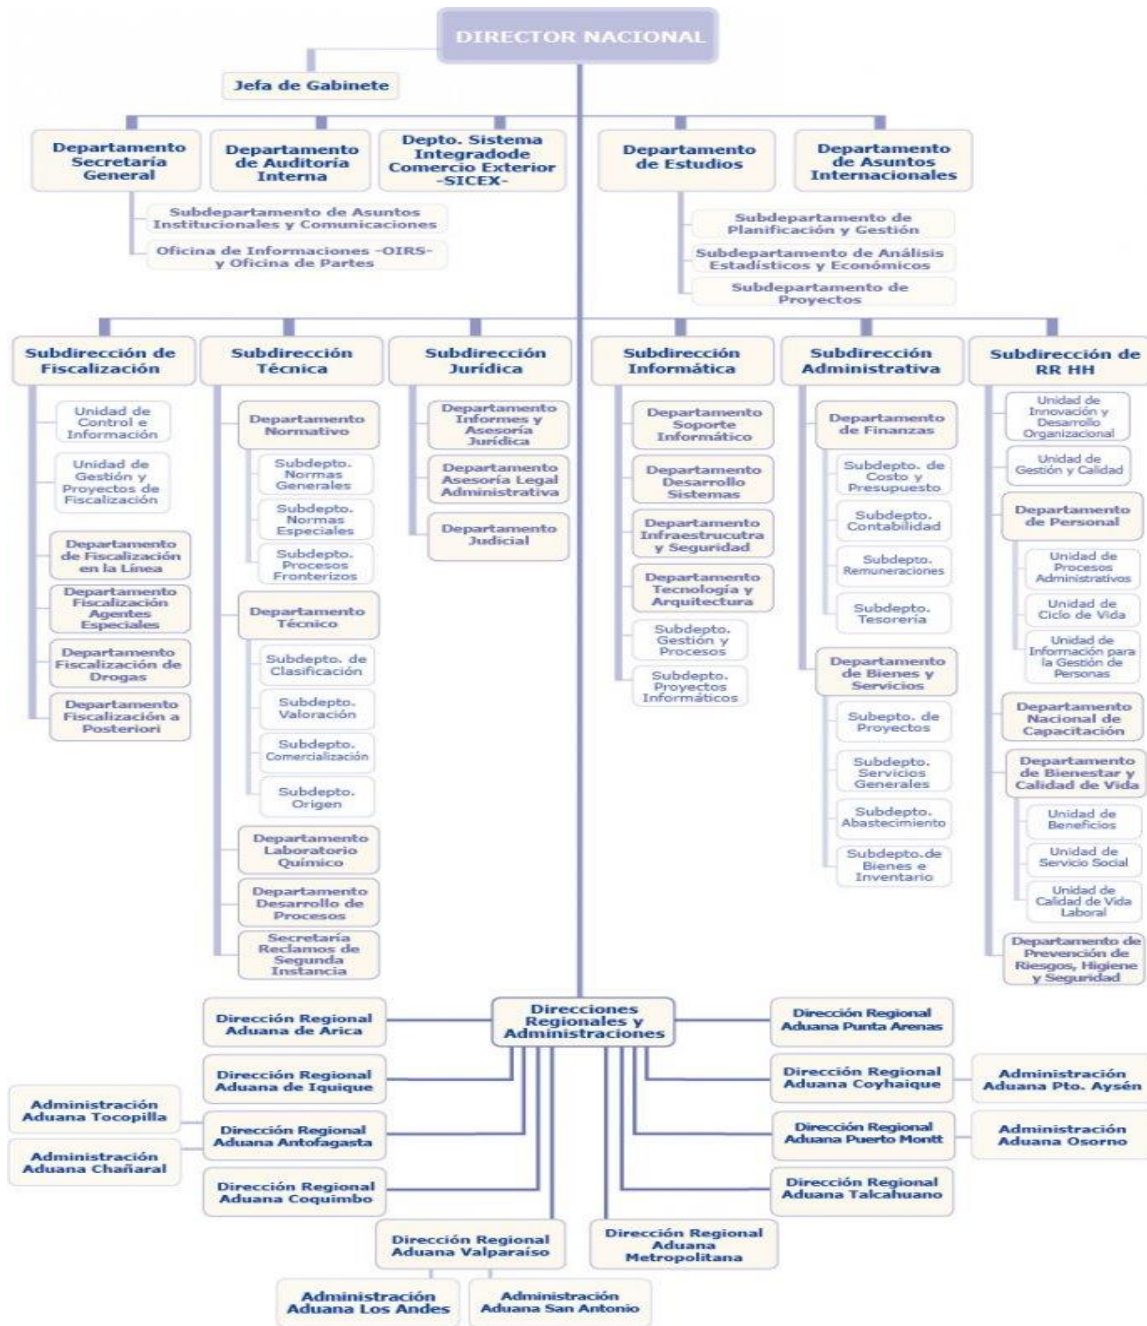 DIRECTOR NACIONAL
Jefa de Gabinete
Departamento
Secretaría
General
Departamento
de Auditoría
Interna
Depto. Sistema
Integradode
Comercio Exterior
-SICEX-
Departamento
de Estudios
Departamento
de Asuntos
Internacionales
Subdepartamento de Asuntos
Institucionales y Comunicaciones
Oficina de Informaciones -OIRS-
y Oficina de Partes
Subdepartamento de
Planificación y Gestión
Subdepartamento de Análisis
Estadísticos y Económicos
Subdepartamento de
Proyectos
Subdirección de
Fiscalización
Unidad de
Control e
Información
Unidad de
Gestión y
Proyectos de
Fiscalización
Departamento
de Fiscalización
en la Línea
Departamento
Fiscalización
Agentes
Especiales
Departamento
Fiscalización de
Drogas
Departamento
Fiscalización a
Posteriori
Subdirección
Técnica
Departamento
Normativo
Subdepto.
Normas
Generales
Subdepto.
Normas
Especiales
Subdepto.
Procesos
Fronterizos
Departamento
Técnico
Subdepto. de
Clasificación
Subdepto.
Valoración
Subdepto.
Comercialización
Subdepto.
Origen
Departamento
Laboratorio
Químico
Departamento
Desarrollo de
Procesos
Secretaría
Reclamos de
Segunda
Instancia
Subdirección
Jurídica
Departamento
Informes y
Asesoría
Jurídica
Departamento
Asesoría Legal
Administrativa
Departamento
Judicial
Subdirección
Informática
Departamento
Soporte
Informático
Departamento
Desarrollo
Sistemas
Departamento
Infraestrucutra
y Seguridad
Departamento
Tecnología y
Arquitectura
Subdepto.
Gestión y
Procesos
Subdepto.
Proyectos
Informáticos
Subdirección
Administrativa
Departamento
de Finanzas
Subdepto. de
Costo y
Presupuesto
Subdepto.
Contabilidad
Subdepto.
Remuneraciones
Subdepto.
Tesorería
Departamento
de Bienes y
Servicios
Subepto. de
Proyectos
Subdepto.
Servicios
Generales
Subdepto.
Abastecimiento
Subdepto.de
Bienes e
Inventario
Subdirección de
RR HH
Unidad de
Innovación y
Desarrollo
Organizacional
Unidad de
Gestión y Calidad
Departamento
de Personal
Unidad de
Procesos
Administrativos
Unidad de
Ciclo de Vida
Unidad de
Información para
la Gestión de
Personas
Departamento
Nacional de
Capacitación
Departamento
de Bienestar y
Calidad de Vida
Unidad de
Beneficios
Unidad de
Servicio Social
Unidad de
Calidad de Vida
Laboral
Departamento de
Prevención de
Riesgos, Higiene
y Seguridad
Direcciones
Regionales y
Administraciones
Dirección Regional
Aduana de Arica
Dirección Regional
Aduana Punta Arenas
Dirección Regional
Aduana de Iquique
Dirección Regional
Aduana Coyhaique
Administración
Aduana Pto. Aysén
Administración
Aduana Tocopilla
Dirección Regional
Aduana Antofagasta
Dirección Regional
Aduana Puerto Montt
Administración
Aduana Osorno
Administración
Aduana Chañaral
Dirección Regional
Aduana Coquimbo
Dirección Regional
Aduana Talcahuano
Dirección Regional
Aduana Valparaíso
Dirección Regional
Aduana
Metropolitana
Administración
Aduana Los Andes
Administración
Aduana San Antonio